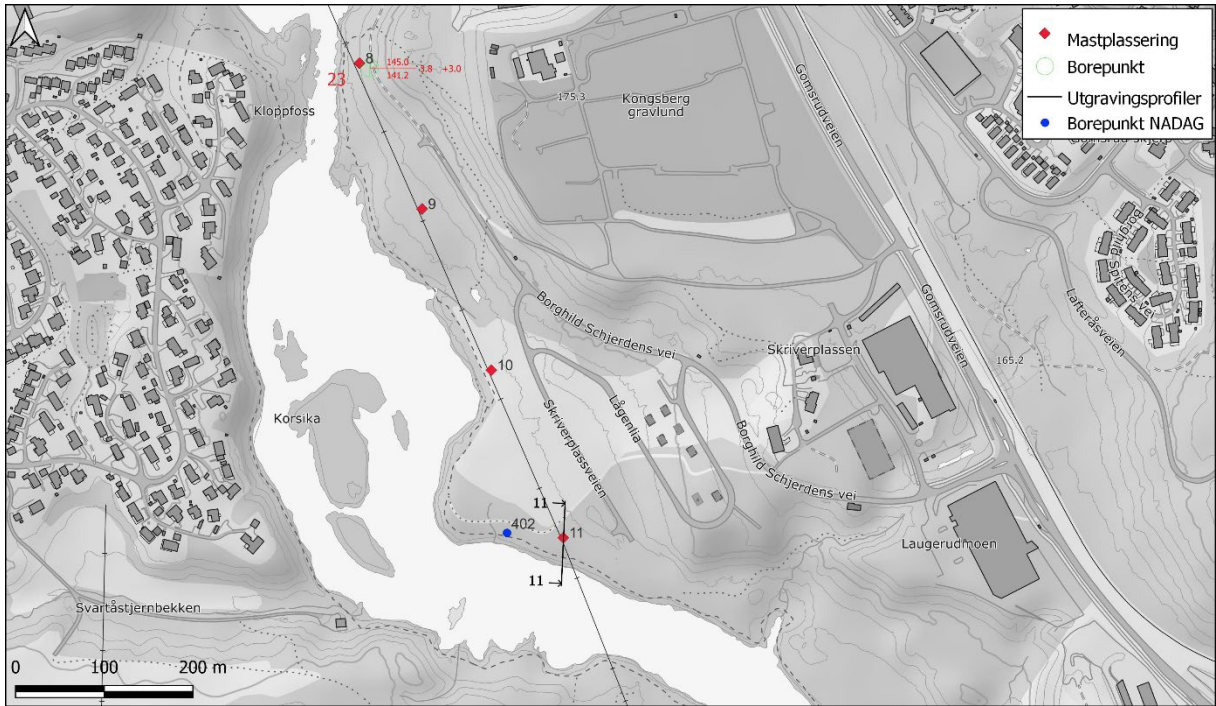 Mastplassering
Borepunkt
Utgravingsprofiler
Borepunkt NADAG
8
145.0
141.2
3.8
+3.0
23
Kloppfoss
175.3
Kongsberg
gravlund
Gomsrudveien
9
Borghild Schjerdens vei
Gomsrudveien
Borghild Spitens vei
Lafteråsveien
Skriverplassen
165.2
10
Korsika
Skriverplassveien
Lågenlia
Borghild Schjerdens vei
11
402
11
11
Laugerudmoen
Svartåstjernbekken
0 100 200 m